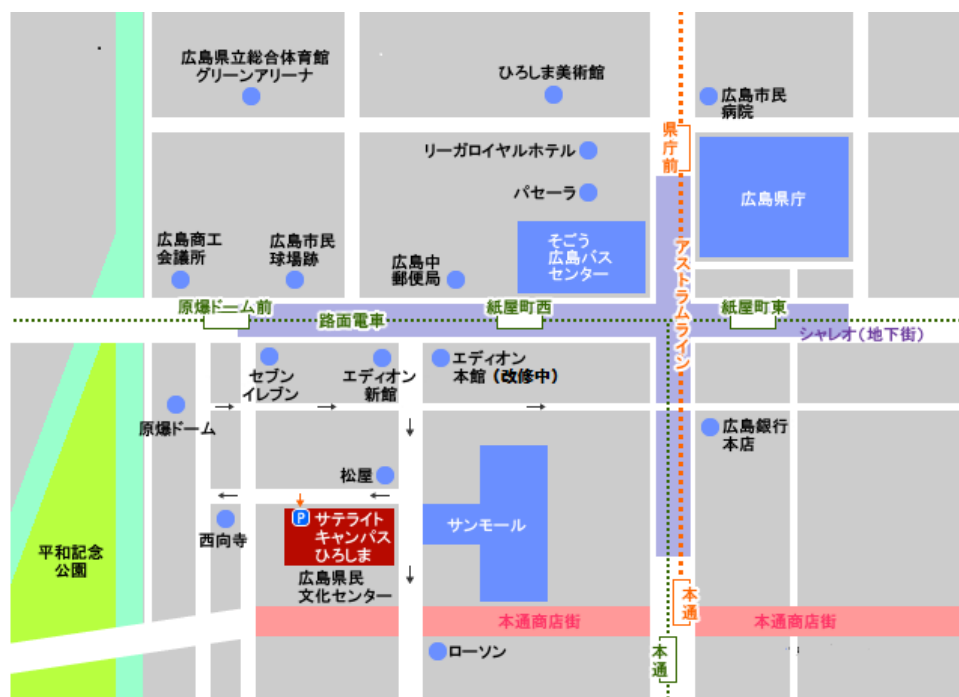 広島県立総合体育館
グリーンアリーナ
ひろしま美術館
広島市民
病院
県庁前
リーガロイヤルホテル
パセーラ
広島県庁
広島商工
会議所
広島市民
球場跡
広島中
郵便局
そごう
広島バス
センター
アストラムライン
原爆ドーム前
路面電車
紙屋町西
紙屋町東
シャレオ(地下街)
セブン
イレブン
エディオン
新館
エディオン
本館(改修中)
原爆ドーム
広島銀行
本店
松屋
P
サテライト
キャンパス
ひろしま
サンモール
西向寺
平和記念
公園
広島県民
文化センター
本通
本通商店街
本通商店街
ローソン
本通